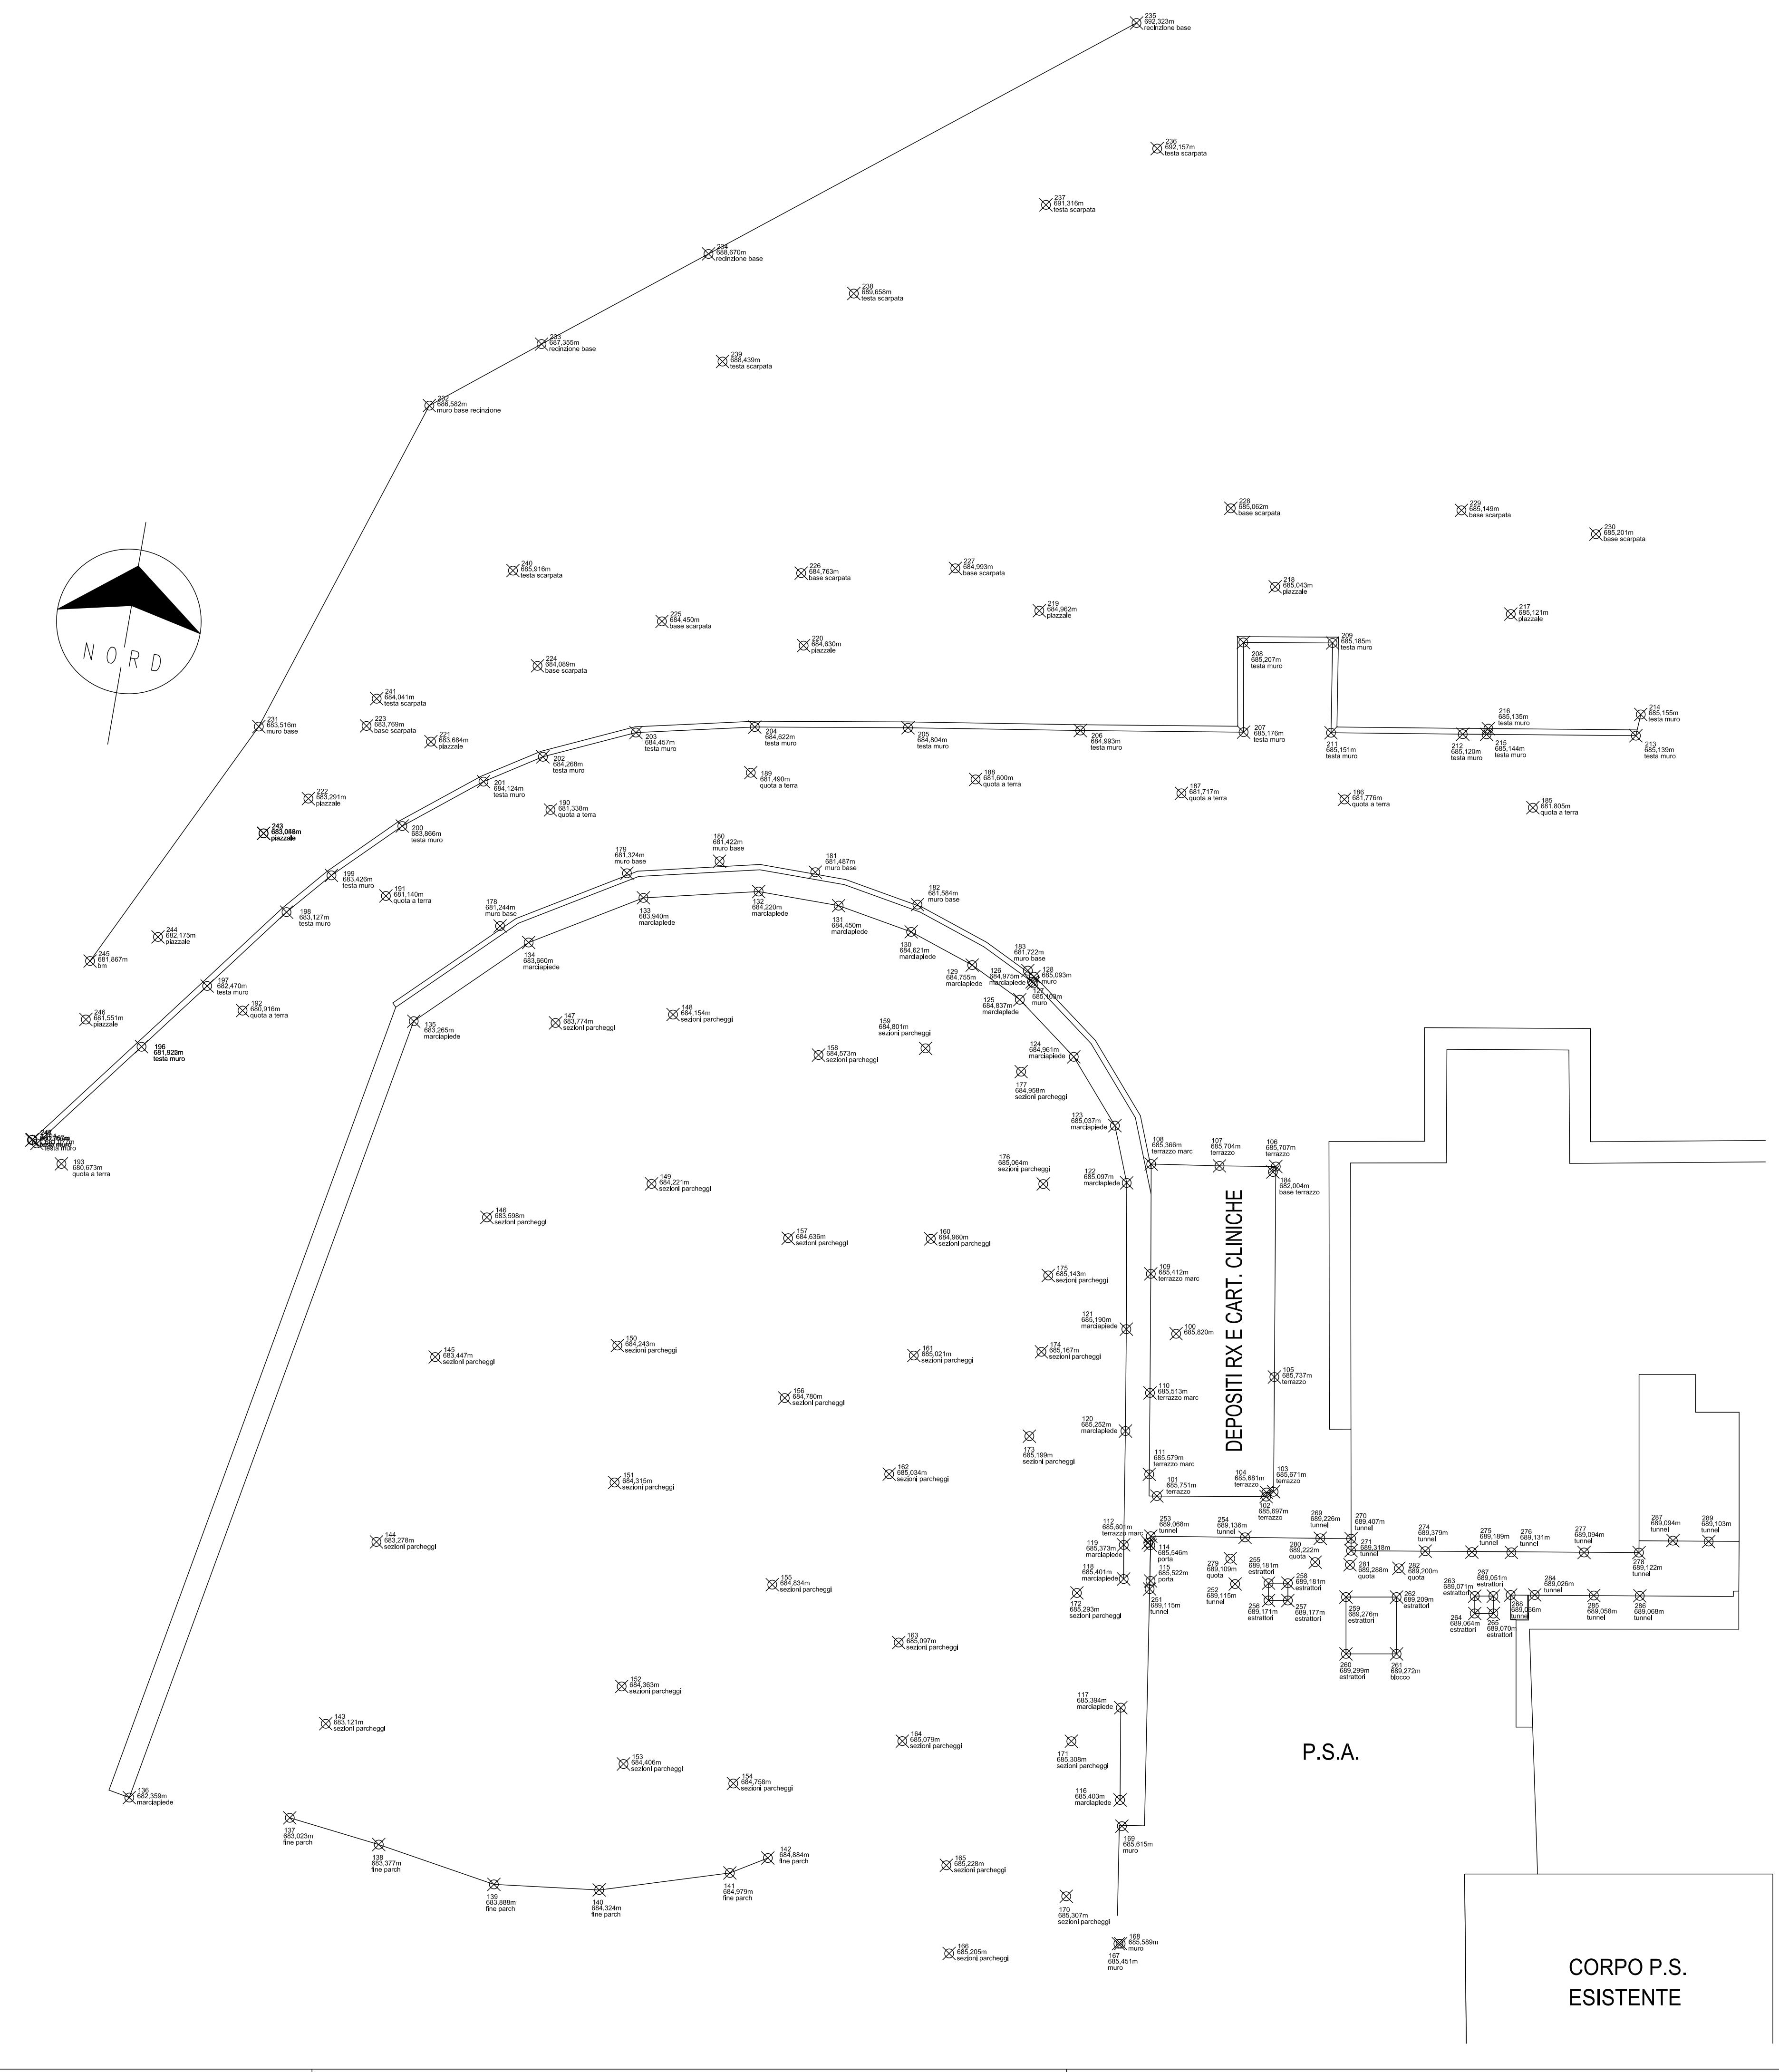 235
692,323m
recinzione base
236
692,157m
testa scarpata
237
691,316m
testa scarpata
234
688,670m
recinzione base
238
689,658m
testa scarpata
233
687,355m
recinzione base
239
688,439m
testa scarpata
232
686,582m
muro base recinzione
228
685,062m
base scarpata
229
685,149m
base scarpata
230
685,201m
base scarpata
240
685,916m
testa scarpata
226
684,763m
base scarpata
227
684,993m
base scarpata
218
685,043m
piazzale
219
684,962m
piazzale
217
685,121m
piazzale
225
684,450m
base scarpata
220
684,630m
piazzale
NORD
224
684,089m
base scarpata
208
685,207m
testa muro
209
685,185m
testa muro
241
684,041m
testa scarpata
231
683,516m
muro base
223
683,769m
base scarpata
221
683,684m
piazzale
203
684,457m
testa muro
204
684,622m
testa muro
205
684,804m
testa muro
206
684,993m
testa muro
207
685,176m
testa muro
211
685,151m
testa muro
212
685,120m
testa muro
216
685,135m
testa muro
215
685,144m
testa muro
214
685,155m
testa muro
213
685,139m
testa muro
202
684,268m
testa muro
201
684,124m
testa muro
189
681,490m
quota a terra
188
681,600m
quota a terra
187
681,717m
quota a terra
186
681,776m
quota a terra
185
681,805m
quota a terra
222
683,291m
piazzale
190
681,338m
quota a terra
243
piazzale
200
683,866m
testa muro
180
681,422m
muro base
179
681,324m
muro base
181
681,487m
muro base
199
683,426m
testa muro
191
681,140m
quota a terra
133
683,940m
marciapiede
132
684,220m
marciapiede
131
684,450m
marciapiede
182
681,584m
muro base
198
683,127m
testa muro
178
681,244m
muro base
130
684,621m
marciapiede
134
683,660m
marciapiede
244
682,175m
piazzale
245
681,867m
bm
129
684,755m
marciapiede
183
681,722m
muro base
126
684,975m
marciapiede
128
685,093m
muro
127
685,103m
muro
197
682,470m
testa muro
125
684,837m
marciapiede
192
680,916m
quota a terra
246
681,551m
piazzale
135
683,265m
marciapiede
147
683,774m
sezioni parcheggi
148
684,154m
sezioni parcheggi
159
684,801m
sezioni parcheggi
196
testa muro
158
684,573m
sezioni parcheggi
124
684,961m
marciapiede
177
684,958m
sezioni parcheggi
123
685,037m
marciapiede
testa muro
193
680,673m
quota a terra
108
685,366m
terrazzo marc
107
685,704m
terrazzo
106
685,707m
terrazzo
176
685,064m
sezioni parcheggi
122
685,097m
marciapiede
184
682,004m
base terrazzo
149
684,221m
sezioni parcheggi
146
683,598m
sezioni parcheggi
157
684,636m
sezioni parcheggi
160
684,960m
sezioni parcheggi
DEPOSITI RX E CART. CLINICHE
175
685,143m
sezioni parcheggi
109
685,412m
terrazzo marc
121
685,190m
marciapiede
100
685,820m
145
683,447m
sezioni parcheggi
150
684,243m
sezioni parcheggi
161
685,021m
sezioni parcheggi
174
685,167m
sezioni parcheggi
105
685,737m
terrazzo
156
684,780m
sezioni parcheggi
110
685,513m
terrazzo marc
120
685,252m
marciapiede
173
685,199m
sezioni parcheggi
111
685,579m
terrazzo marc
151
684,315m
sezioni parcheggi
162
685,034m
sezioni parcheggi
101
685,751m
terrazzo
104
685,681m
terrazzo
103
685,671m
terrazzo
102
685,697m
terrazzo
144
683,278m
sezioni parcheggi
112
685,601m
terrazzo marc
253
689,068m
tunnel
254
689,136m
tunnel
269
689,226m
tunnel
270
689,407m
tunnel
271
689,318m
tunnel
274
689,379m
tunnel
275
689,189m
tunnel
276
689,131m
tunnel
277
689,094m
tunnel
278
689,122m
tunnel
287
689,094m
tunnel
289
689,103m
tunnel
119
685,373m
marciapiede
114
685,546m
porta
118
685,401m
marciapiede
115
685,522m
porta
251
689,115m
tunnel
279
689,109m
quota
252
689,115m
tunnel
255
689,181m
estrattori
280
689,222m
quota
281
689,288m
quota
282
689,200m
quota
258
689,181m
estrattori
256
689,171m
estrattori
257
689,177m
estrattori
259
689,276m
estrattori
262
689,209m
estrattori
263
689,071m
estrattori
267
689,051m
estrattori
264
689,064m
estrattori
265
689,070m
estrattori
268
tunnel
284
689,026m
tunnel
285
689,058m
tunnel
286
689,068m
tunnel
155
684,834m
sezioni parcheggi
172
685,293m
sezioni parcheggi
163
685,097m
sezioni parcheggi
260
689,299m
estrattori
261
689,272m
blocco
152
684,363m
sezioni parcheggi
117
685,394m
marciapiede
143
683,121m
sezioni parcheggi
164
685,079m
sezioni parcheggi
171
685,308m
sezioni parcheggi
P.S.A.
153
684,406m
sezioni parcheggi
154
684,758m
sezioni parcheggi
136
682,359m
marciapiede
116
685,403m
marciapiede
137
683,023m
fine parch
169
685,615m
muro
138
683,377m
fine parch
142
684,884m
fine parch
141
684,979m
fine parch
165
685,228m
sezioni parcheggi
139
683,888m
fine parch
140
684,324m
fine parch
170
685,307m
sezioni parcheggi
166
685,205m
sezioni parcheggi
168
685,589m
muro
167
685,451m
muro
CORPO P.S.
ESISTENTE